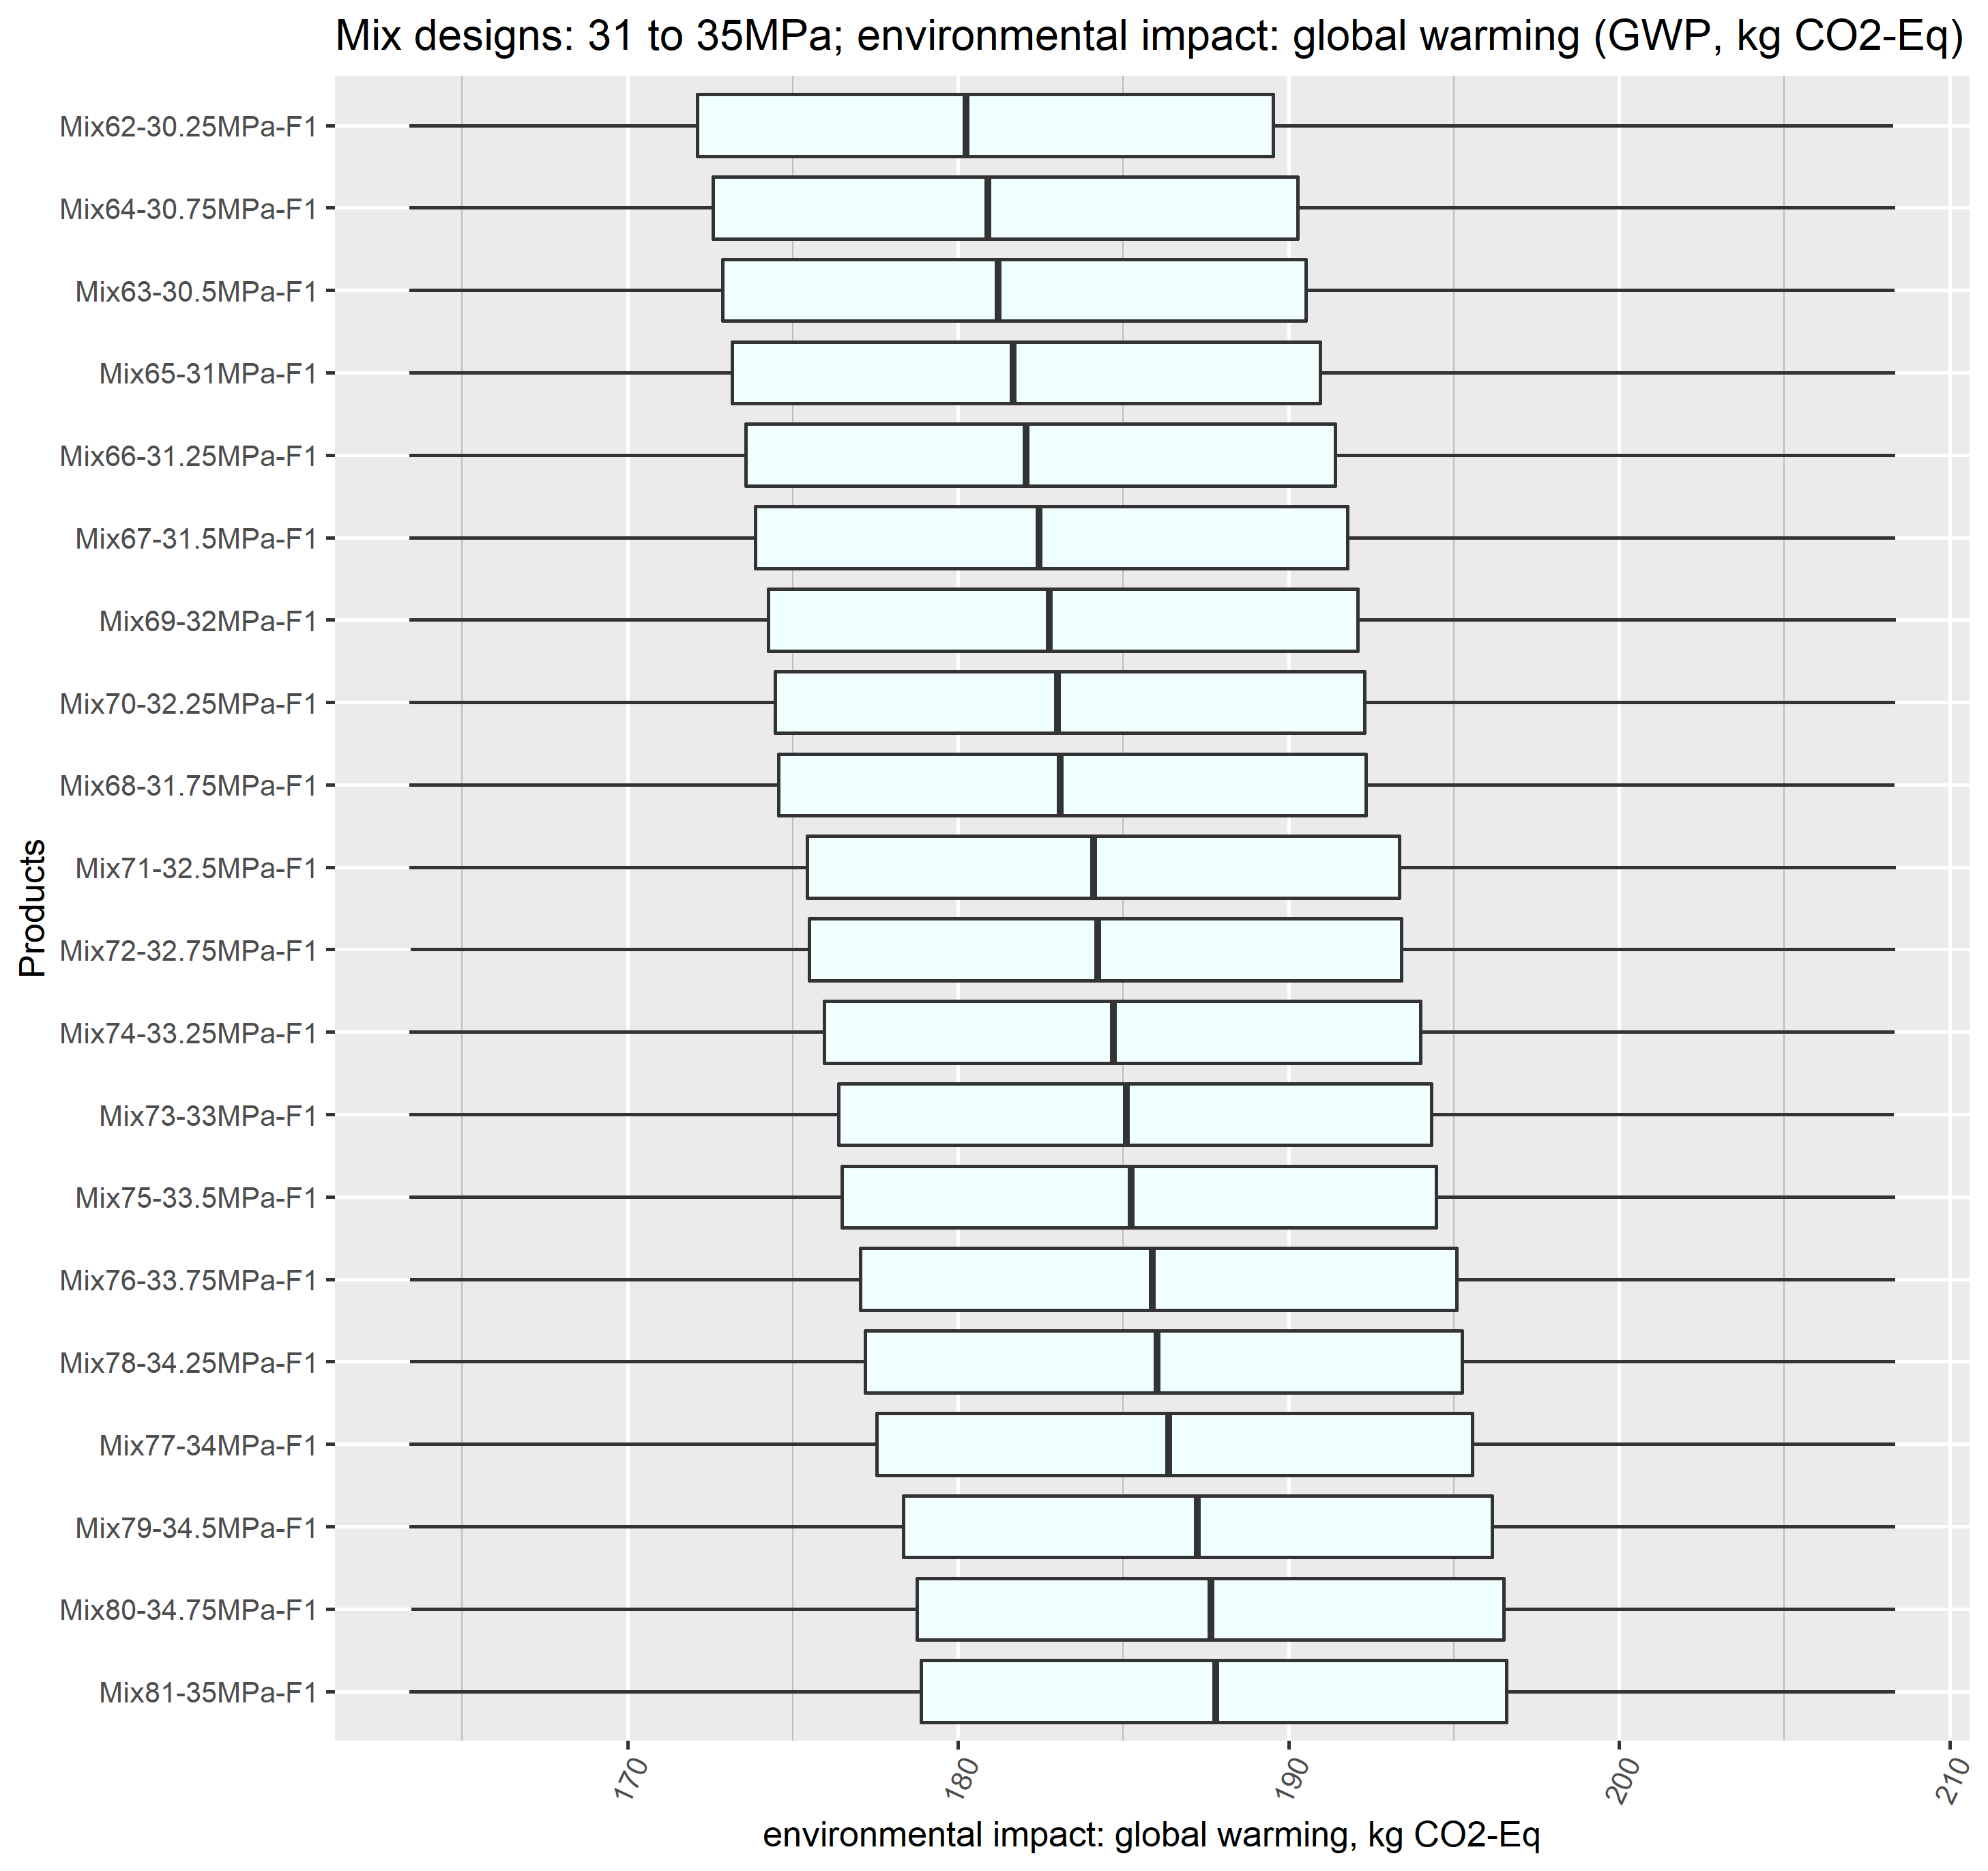 Mix designs: 31 to 35MPa; environmental impact: global warming (GWP, kg CO2-Eq)
Products
Mix62-30.25MPa-F1
Mix64-30.75MPa-F1
Mix63-30.5MPa-F1
Mix65-31MPa-F1
Mix66-31.25MPa-F1
Mix67-31.5MPa-F1
Mix69-32MPa-F1
Mix70-32.25MPa-F1
Mix68-31.75MPa-F1
Mix71-32.5MPa-F1
Mix72-32.75MPa-F1
Mix74-33.25MPa-F1
Mix73-33MPa-F1
Mix75-33.5MPa-F1
Mix76-33.75MPa-F1
Mix78-34.25MPa-F1
Mix77-34MPa-F1
Mix79-34.5MPa-F1
Mix80-34.75MPa-F1
Mix81-35MPa-F1
170 180 190 200 210
environmental impact: global warming, kg CO2-Eq